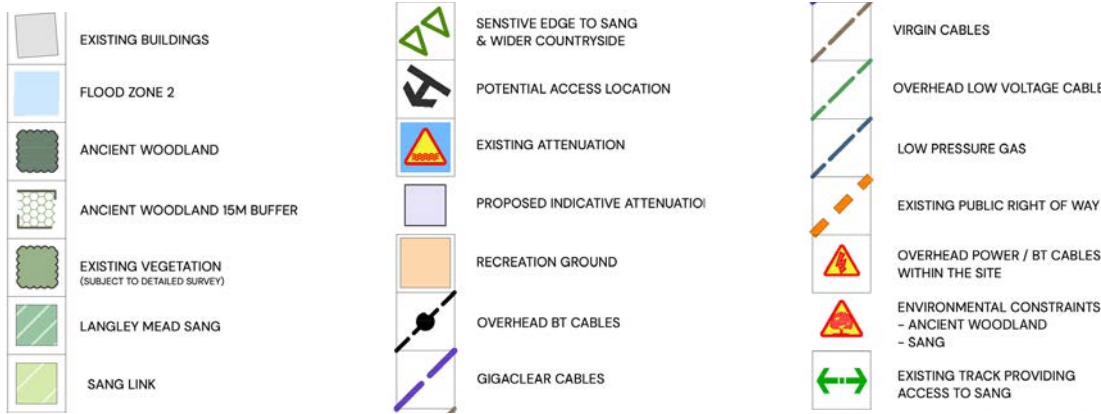 EXISTING BUILDINGS
FLOOD ZONE 2
ANCIENT WOODLAND
ANCIENT WOODLAND 15M BUFFER
EXISTING VEGETATION
(SUBJECT TO DETAILED SURVEY)
LANGLEY MEAD SANG
SANG LINK
SENSTIVE EDGE TO SANG
& WIDER COUNTRYSIDE
POTENTIAL ACCESS LOCATION
EXISTING ATTENUATION
PROPOSED INDICATIVE ATTENUATIO
RECREATION GROUND
OVERHEAD BT CABLES
GIGACLEAR CABLES
VIRGIN CABLES
OVERHEAD LOW VOLTAGE CABLE
LOW PRESSURE GAS
EXISTING PUBLIC RIGHT OF WAY
OVERHEAD POWER / BT CABLES
WITHIN THE SITE
ENVIRONMENTAL CONSTRAINTS
- ANCIENT WOODLAND
- SANG
EXISTING TRACK PROVIDING
ACCESS TO SANG